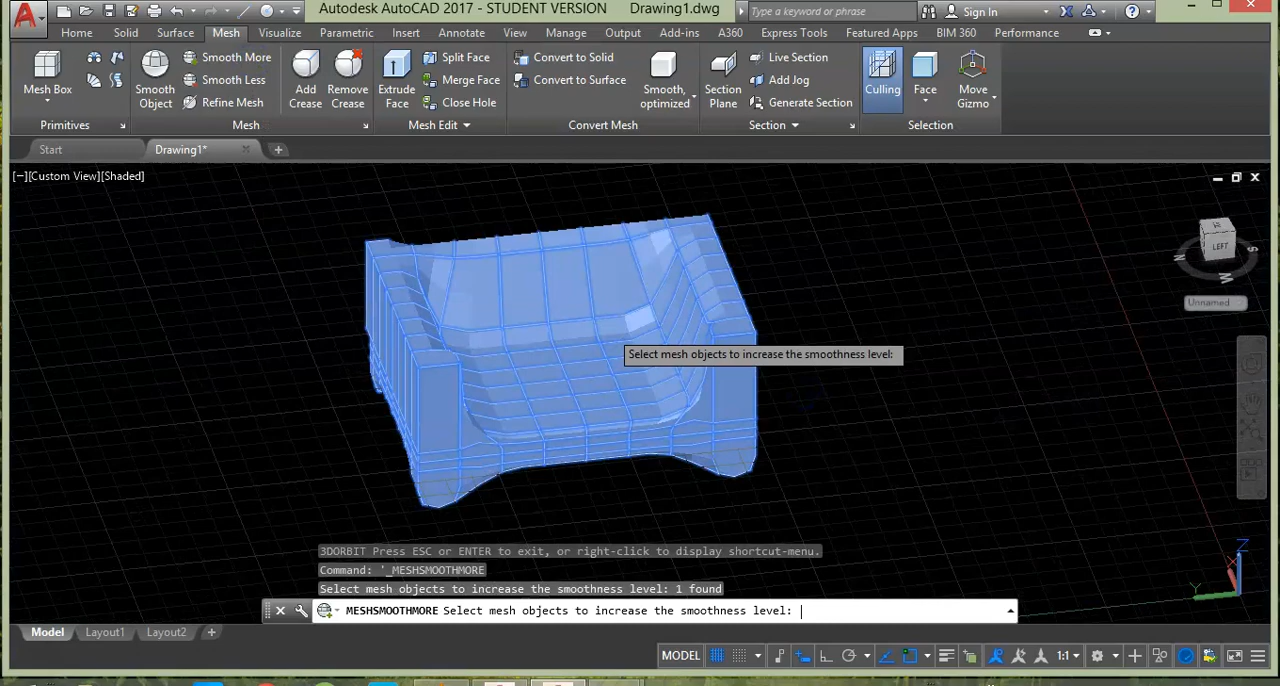 Autodesk AutoCAD 2017 - STUDENT VERSION Drawing1.dwg Type a keyword or phrase Sign In
Home Solid Surface Mesh Visualize Parametric Insert Annotate View Manage Output Add-ins A360 Express Tools Featured Apps BIM 360 Performance
Mesh Box
Smooth Object
Smooth More
Smooth Less
Refine Mesh
Add Crease
Remove Crease
Extrude Face
Split Face
Merge Face
Close Hole
Convert to Solid
Convert to Surface
Smooth, optimized
Section Plane
Live Section
Add Jog
Generate Section
Culling
Face
Move Gizmo
Primitives Mesh Mesh Edit Convert Mesh Section Selection
Start Drawing1*
[−][Custom View][Shaded]
LEFT
N
S
Unnamed
Select mesh objects to increase the smoothness level:
3DORBIT Press ESC or ENTER to exit, or right-click to display shortcut-menu.
Command: '_MESHSMOOTHMORE
Select mesh objects to increase the smoothness level: 1 found
MESHSMOOTHMORE Select mesh objects to increase the smoothness level:
Z
X
Y
Model Layout1 Layout2
MODEL 1:1